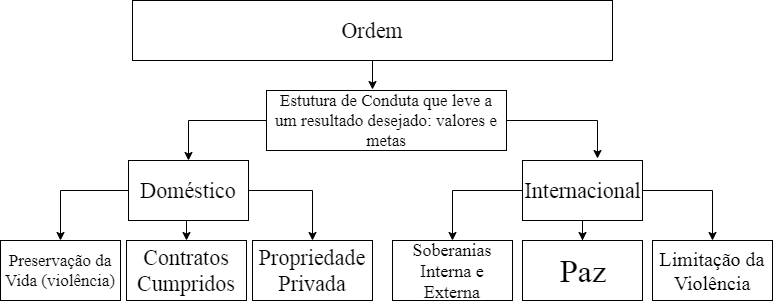 Ordem
Estutura de Conduta que leve a
um resultado desejado: valores e
metas
Doméstico
Internacional
Preservação da
Vida (violência)
Contratos
Cumpridos
Propriedade
Privada
Soberanias
Interna e
Externa
Paz
Limitação da
Violência